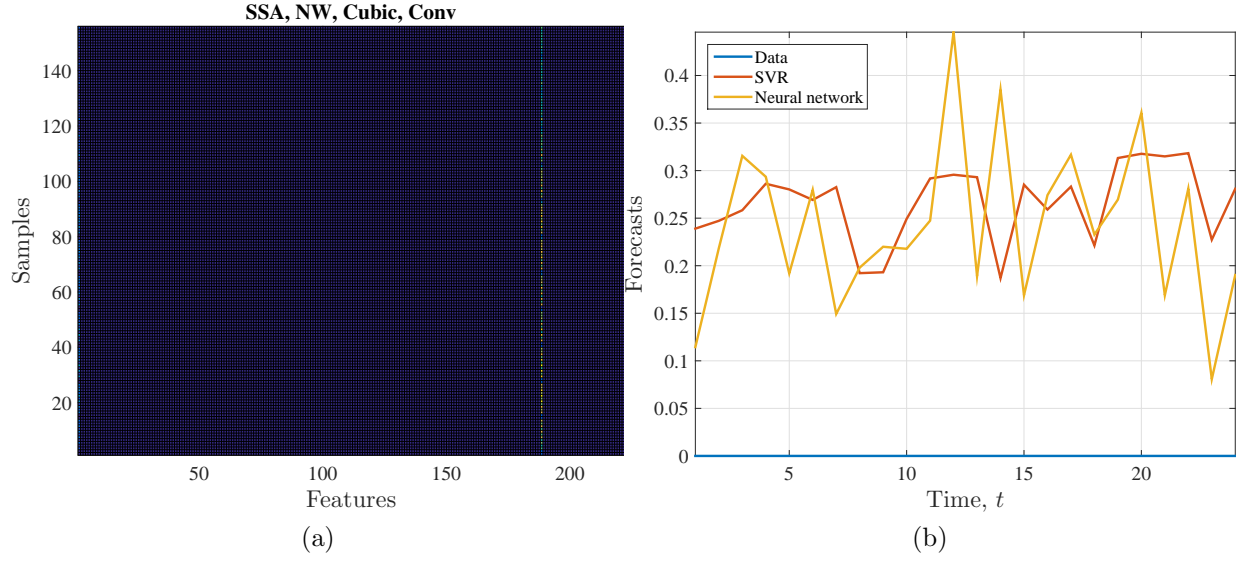 SSA, NW, Cubic, Conv
140
120
100
80
60
40
20
Samples
50
100
150
200
Features
(a)
Data
SVR
Neural network
0.4
0.35
0.3
0.25
0.2
0.15
0.1
0.05
0
Forecasts
5
10
15
20
Time, t
(b)